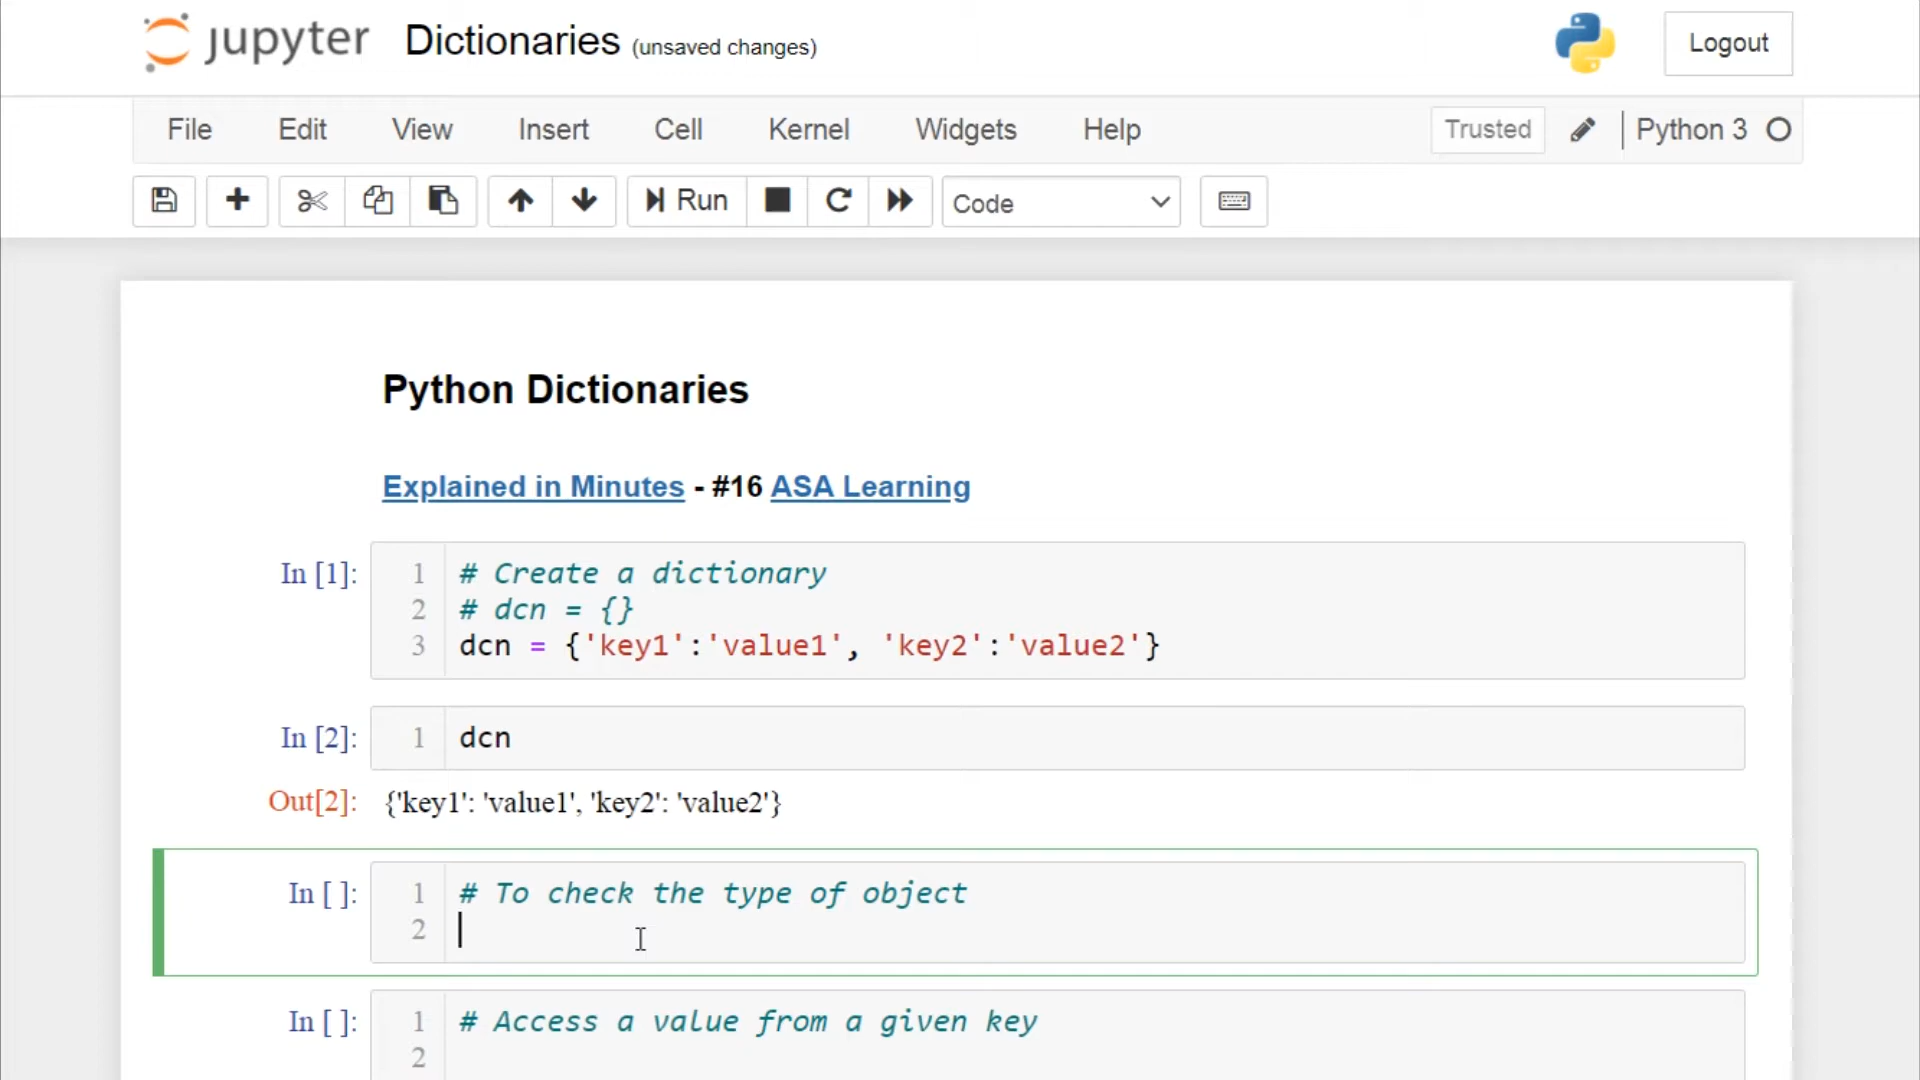 jupyter Dictionaries (unsaved changes) Logout
File Edit View Insert Cell Kernel Widgets Help Trusted Python 3
Run Code
Python Dictionaries
Explained in Minutes - #16 ASA Learning
In [1]: 1 # Create a dictionary
2 # dcn = {}
3 dcn = {'key1':'value1', 'key2':'value2'}
In [2]: 1 dcn
Out[2]: {'key1': 'value1', 'key2': 'value2'}
In [ ]: 1 # To check the type of object
2
In [ ]: 1 # Access a value from a given key
2